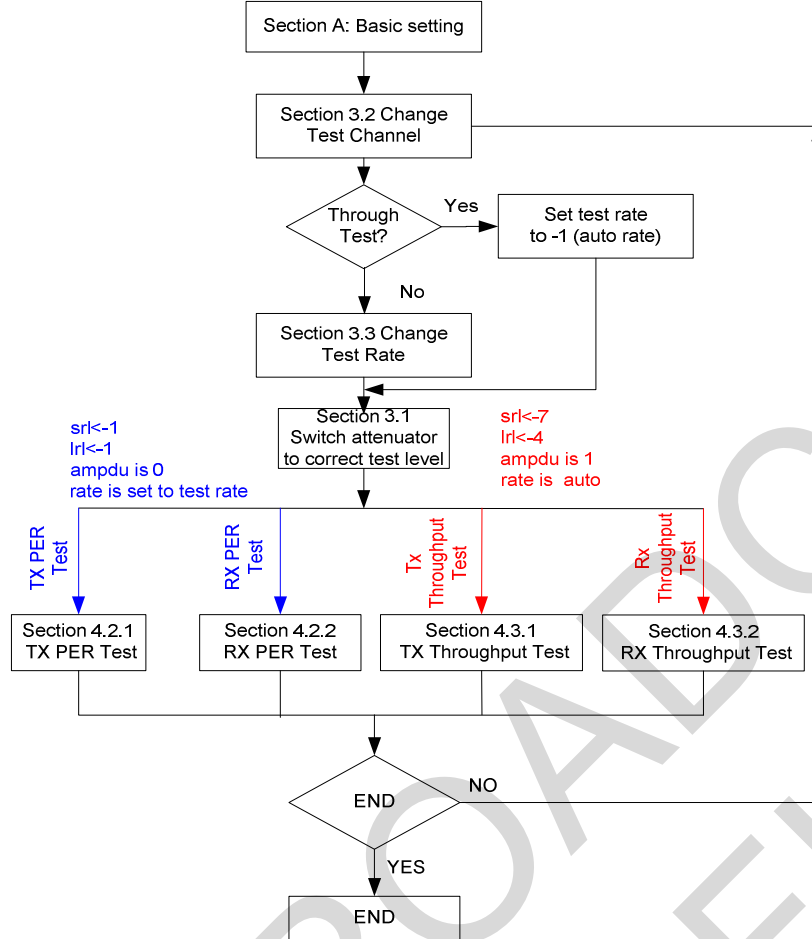 Section A: Basic setting
Section 3.2 Change
Test Channel
Through
Test?
Yes
Set test rate
to -1 (auto rate)
No
Section 3.3 Change
Test Rate
Section 3.1
Switch attenuator
to correct test level
srl<-1
lrl<-1
ampdu is 0
rate is set to test rate
srl<-7
lrl<-4
ampdu is 1
rate is auto
TX PER
Test
RX PER
Test
Tx
Throughput
Test
Rx
Throughput
Test
Section 4.2.1
TX PER Test
Section 4.2.2
RX PER Test
Section 4.3.1
TX Throughput Test
Section 4.3.2
RX Throughput Test
END
NO
YES
END